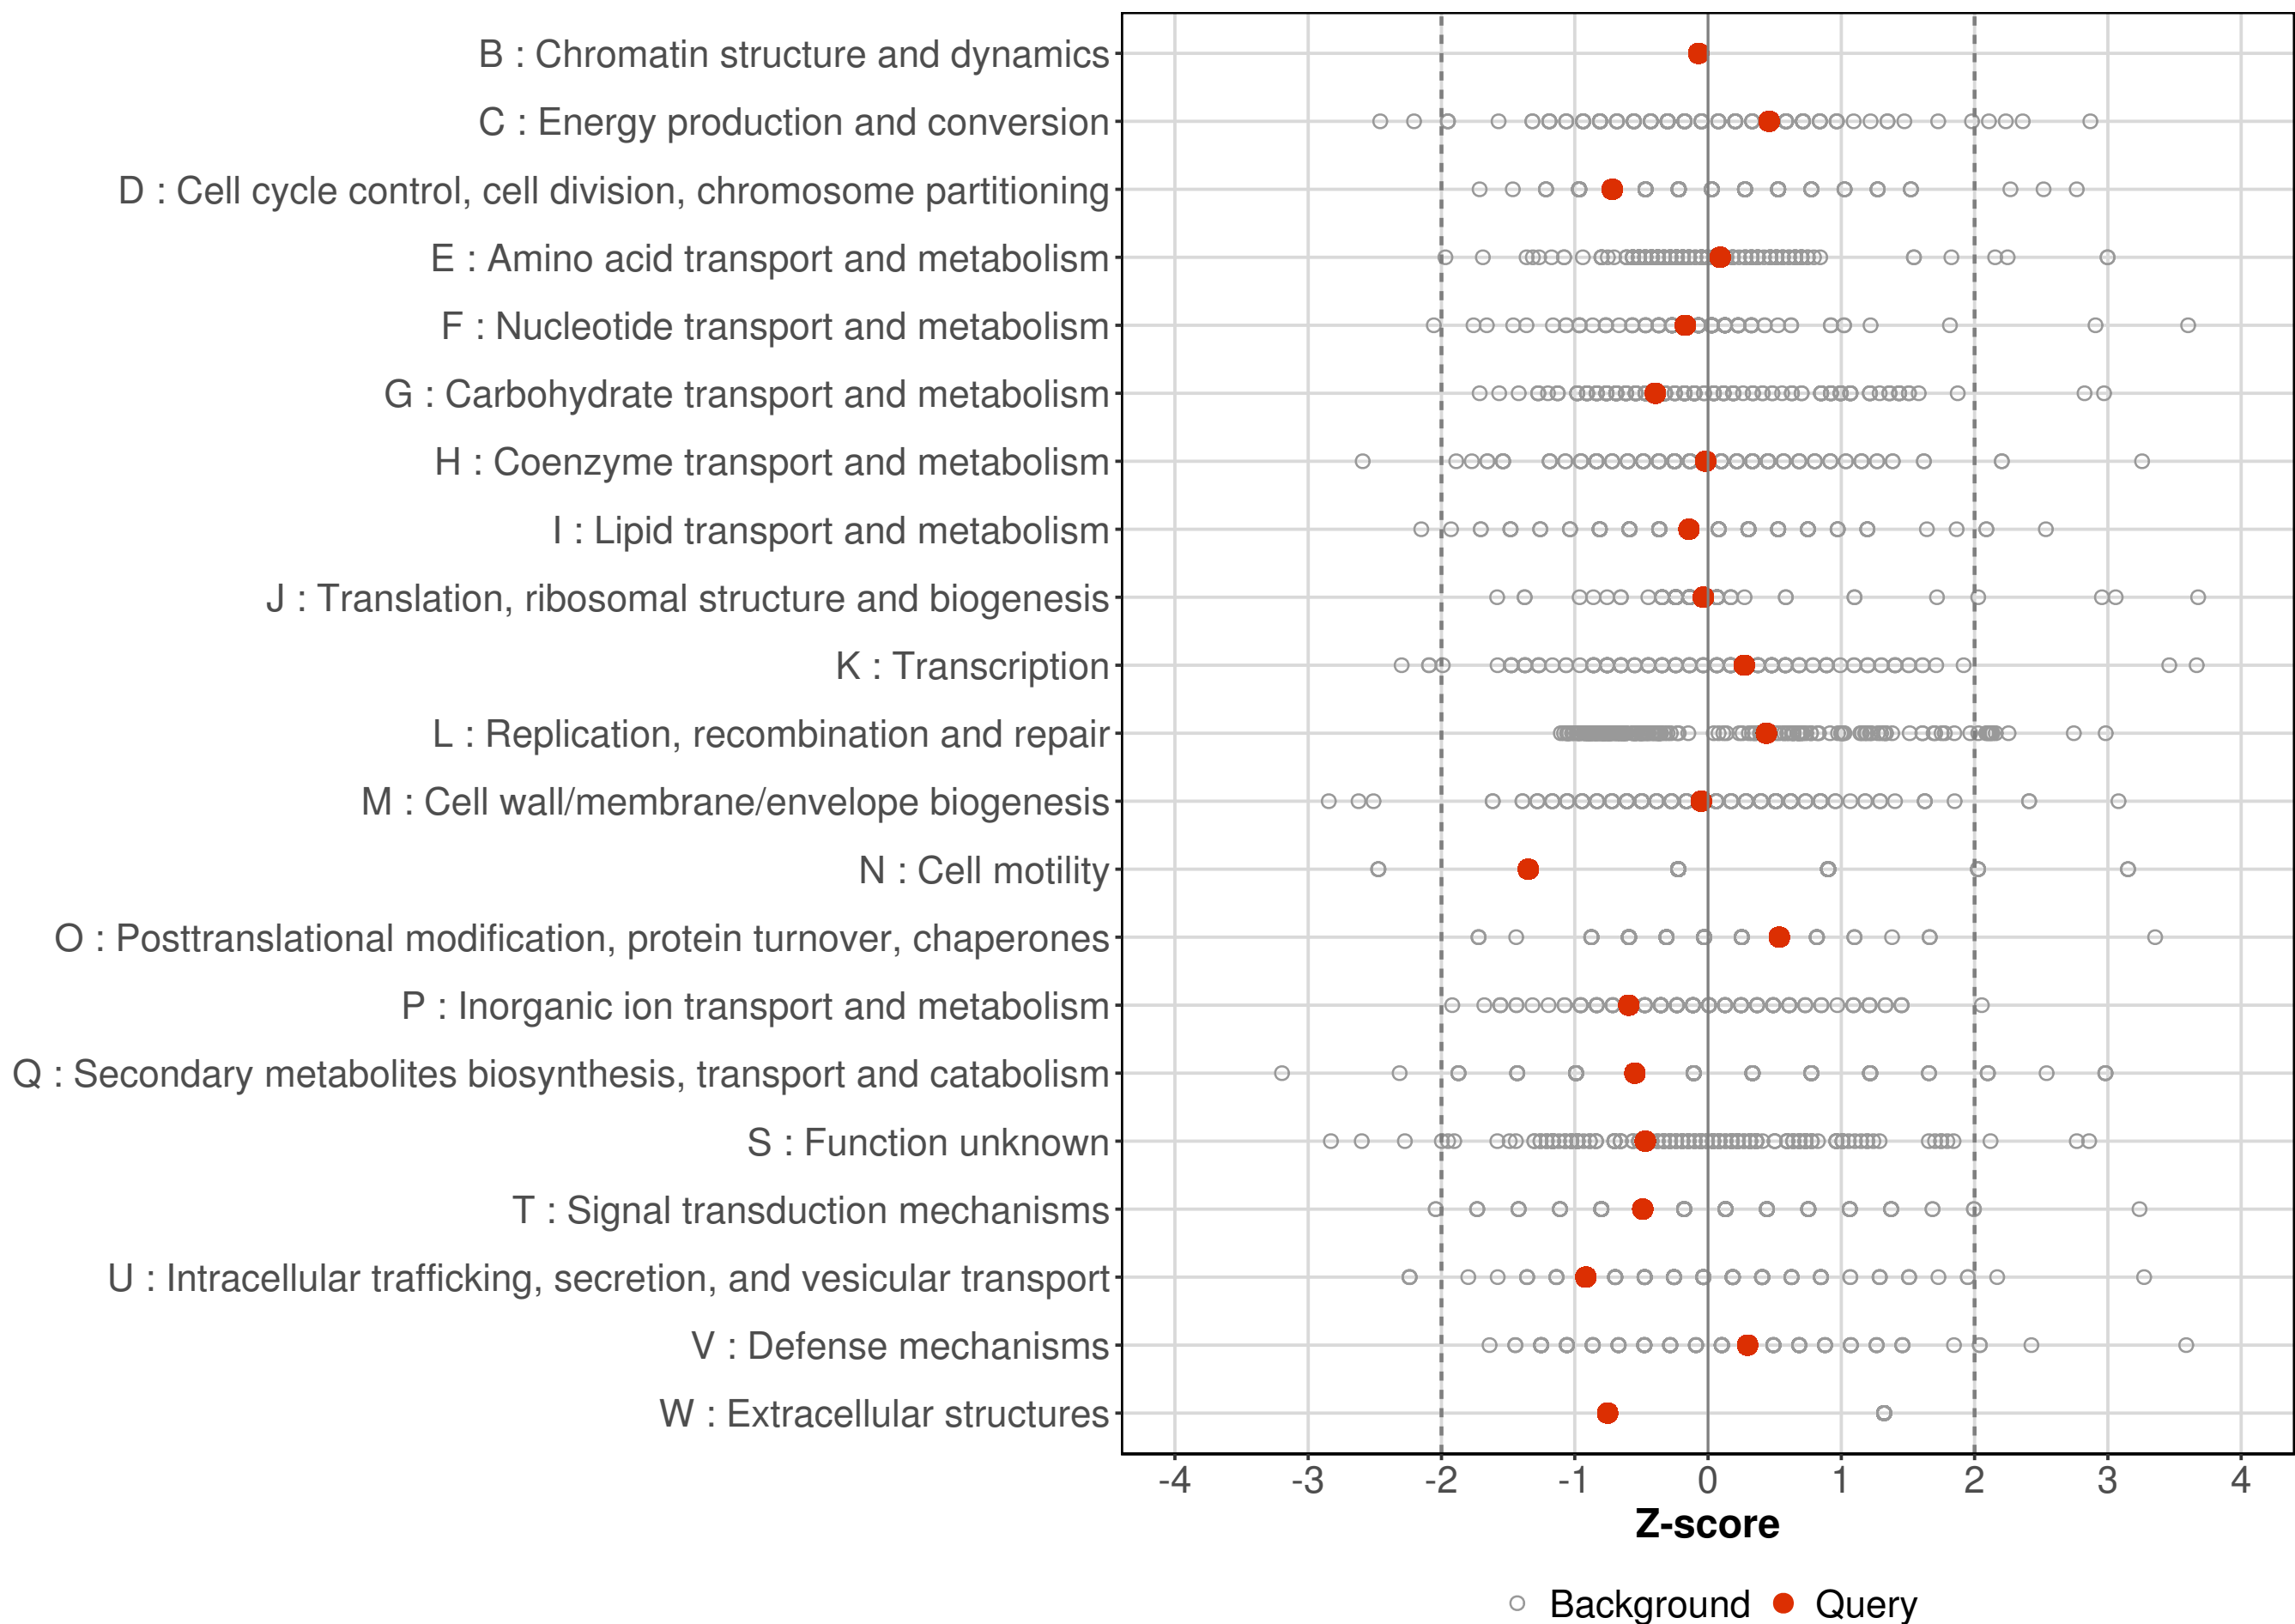 B : Chromatin structure and dynamics
C : Energy production and conversion
D : Cell cycle control, cell division, chromosome partitioning
E : Amino acid transport and metabolism
F : Nucleotide transport and metabolism
G : Carbohydrate transport and metabolism
H : Coenzyme transport and metabolism
I : Lipid transport and metabolism
J : Translation, ribosomal structure and biogenesis
K : Transcription
L : Replication, recombination and repair
M : Cell wall/membrane/envelope biogenesis
N : Cell motility
O : Posttranslational modification, protein turnover, chaperones
P : Inorganic ion transport and metabolism
Q : Secondary metabolites biosynthesis, transport and catabolism
S : Function unknown
T : Signal transduction mechanisms
U : Intracellular trafficking, secretion, and vesicular transport
V : Defense mechanisms
W : Extracellular structures
-4 -3 -2 -1 0 1 2 3 4
Z-score
Background Query